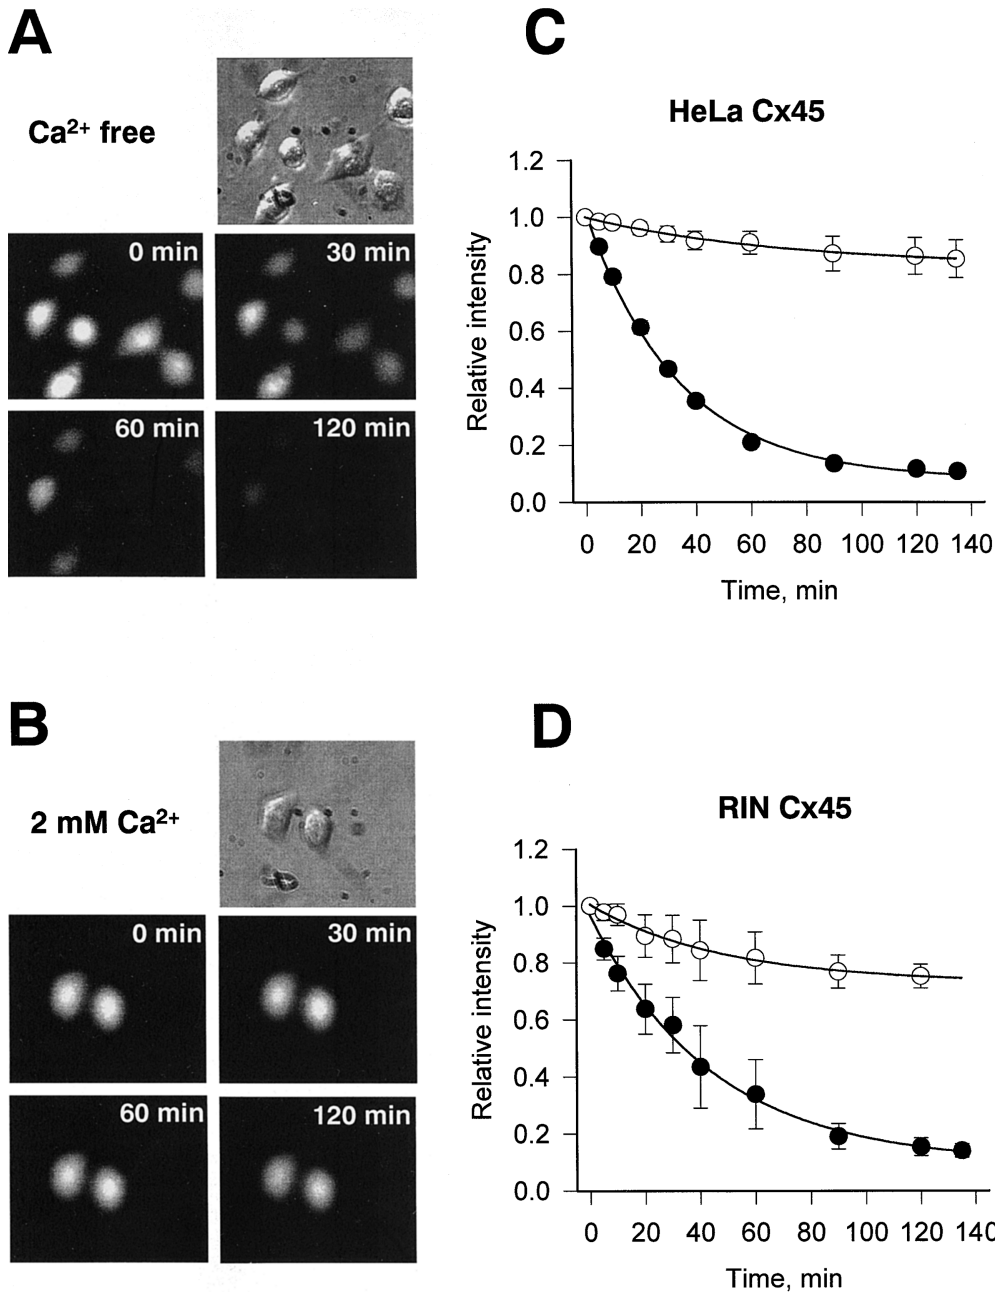 A
Ca²⁺ free
0 min
30 min
60 min
120 min
B
2 mM Ca²⁺
0 min
30 min
60 min
120 min
C
HeLa Cx45
1.2
1.0
0.8
0.6
0.4
0.2
0.0
Relative intensity
0 20 40 60 80 100 120 140
Time, min
D
RIN Cx45
1.2
1.0
0.8
0.6
0.4
0.2
0.0
Relative intensity
0 20 40 60 80 100 120 140
Time, min